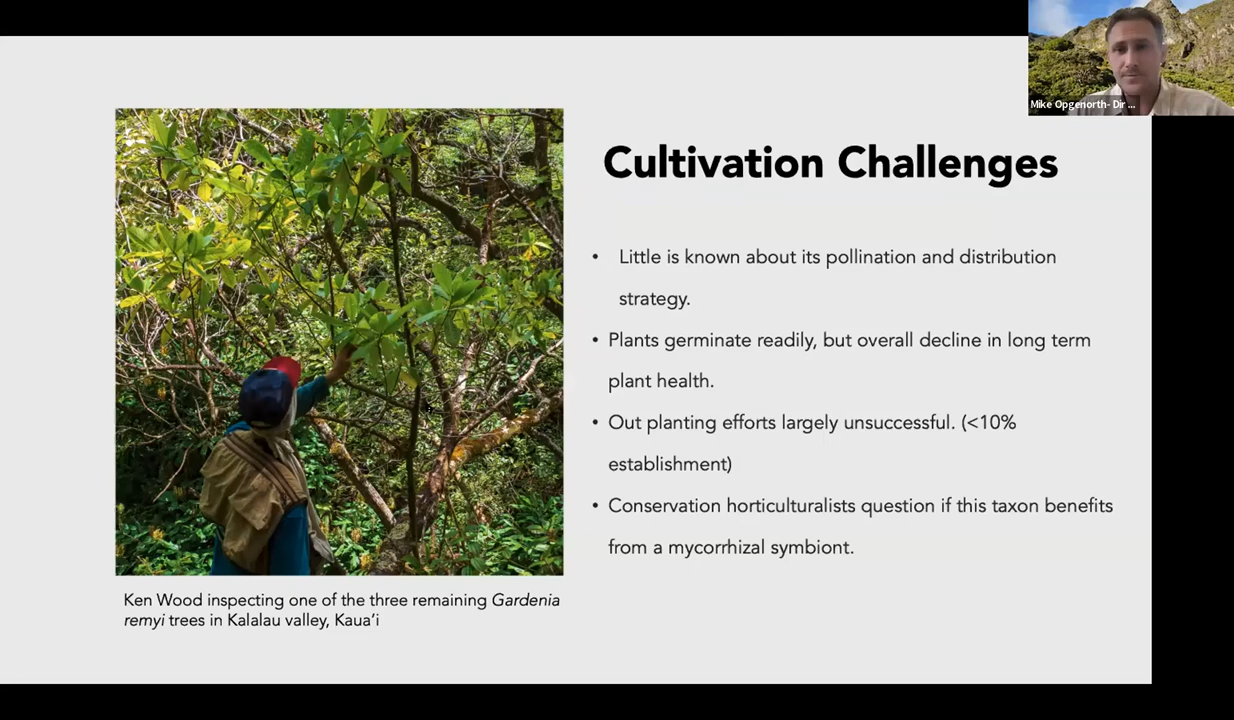 Mike Opgenorth- Dir ...
Cultivation Challenges
• Little is known about its pollination and distribution
strategy.
• Plants germinate readily, but overall decline in long term
plant health.
• Out planting efforts largely unsuccessful. (<10%
establishment)
• Conservation horticulturalists question if this taxon benefits
from a mycorrhizal symbiont.
Ken Wood inspecting one of the three remaining Gardenia
remyi trees in Kalalau valley, Kaua’i